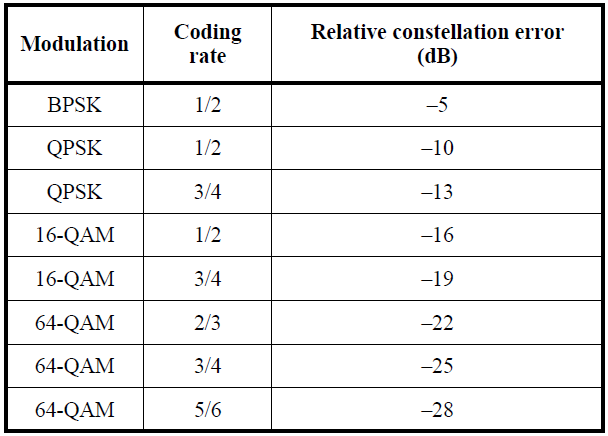 Modulation Coding rate Relative constellation error (dB)
BPSK 1/2 –5
QPSK 1/2 –10
QPSK 3/4 –13
16-QAM 1/2 –16
16-QAM 3/4 –19
64-QAM 2/3 –22
64-QAM 3/4 –25
64-QAM 5/6 –28